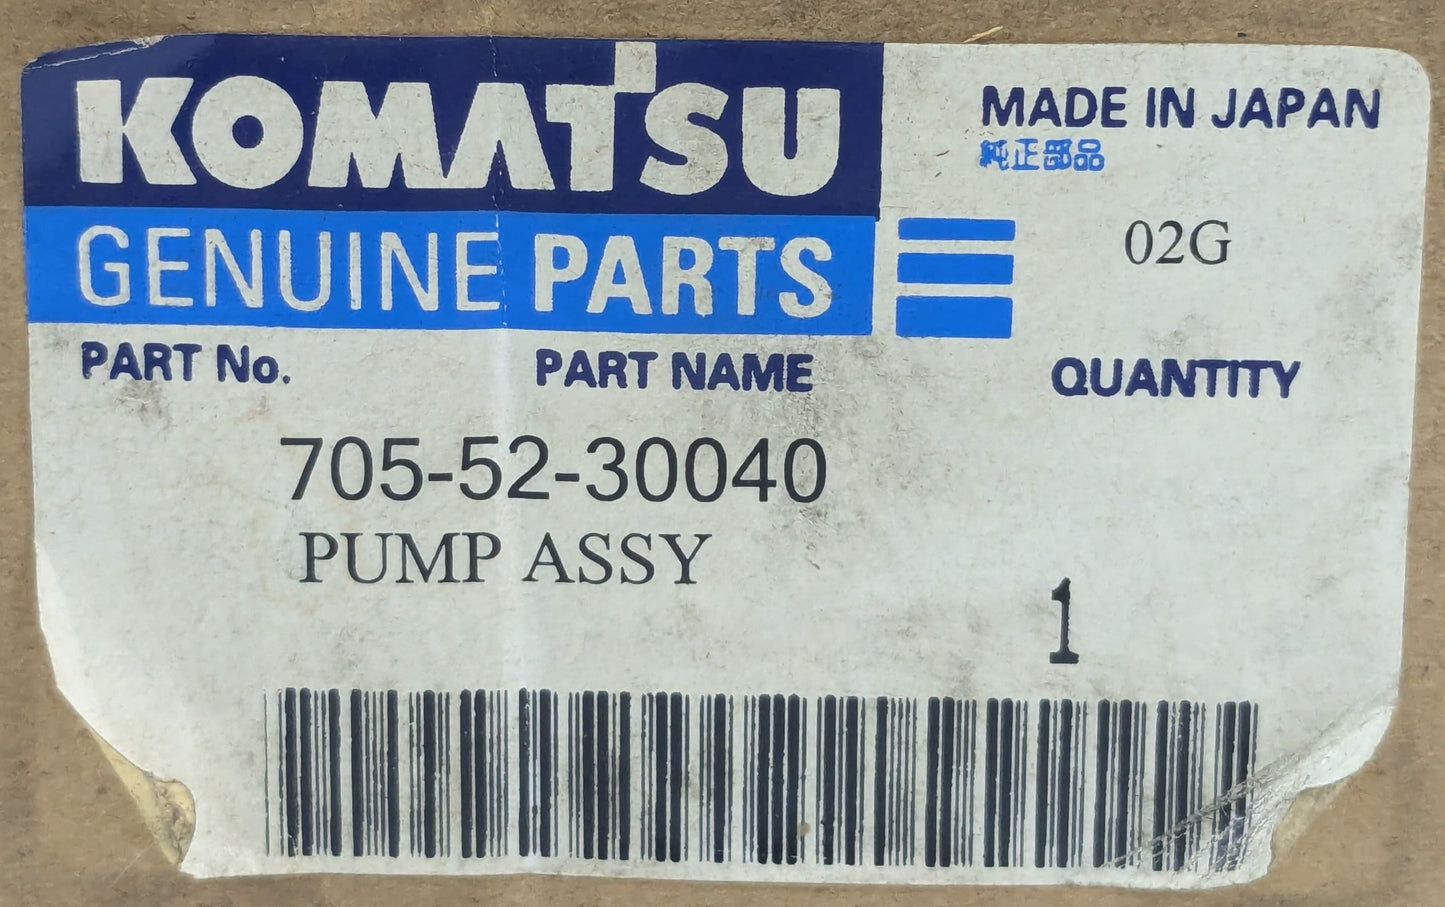 KOMATSU
GENUINE PARTS
MADE IN JAPAN
純正部品
02G
PART No. PART NAME QUANTITY
705-52-30040
PUMP ASSY
1